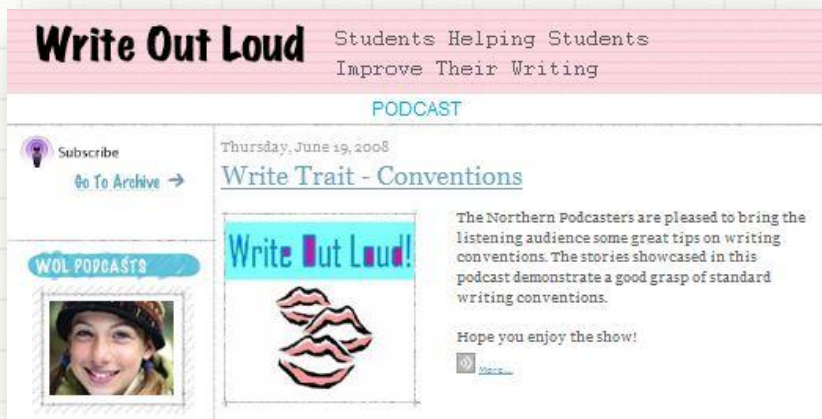 Write Out Loud
Students Helping Students
Improve Their Writing
PODCAST
Subscribe
Go To Archive →
WOL PODCASTS
Thursday, June 19, 2008
Write Trait - Conventions
Write Out Loud!
The Northern Podcasters are pleased to bring the
listening audience some great tips on writing
conventions. The stories showcased in this
podcast demonstrate a good grasp of standard
writing conventions.
Hope you enjoy the show!
More...